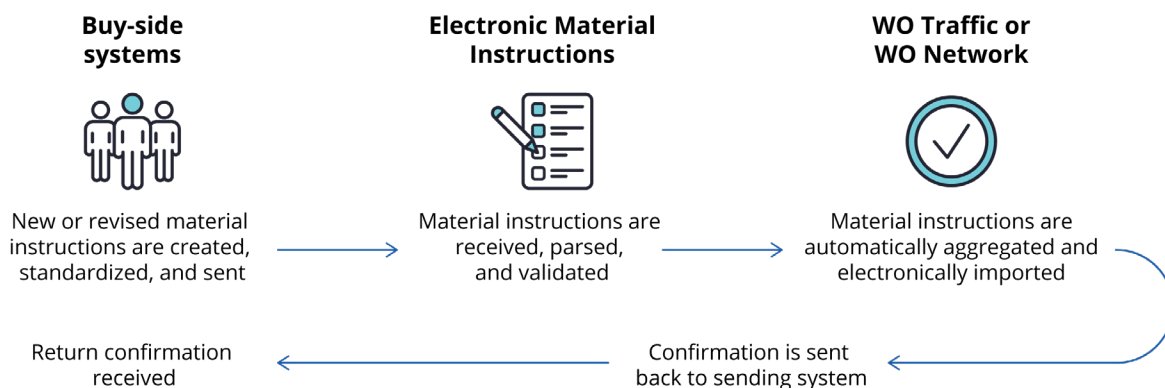 Buy-side
systems
Electronic Material
Instructions
WO Traffic or
WO Network
New or revised material
instructions are created,
standardized, and sent
Material instructions are
received, parsed,
and validated
Material instructions are
automatically aggregated and
electronically imported
Return confirmation
received
Confirmation is sent
back to sending system